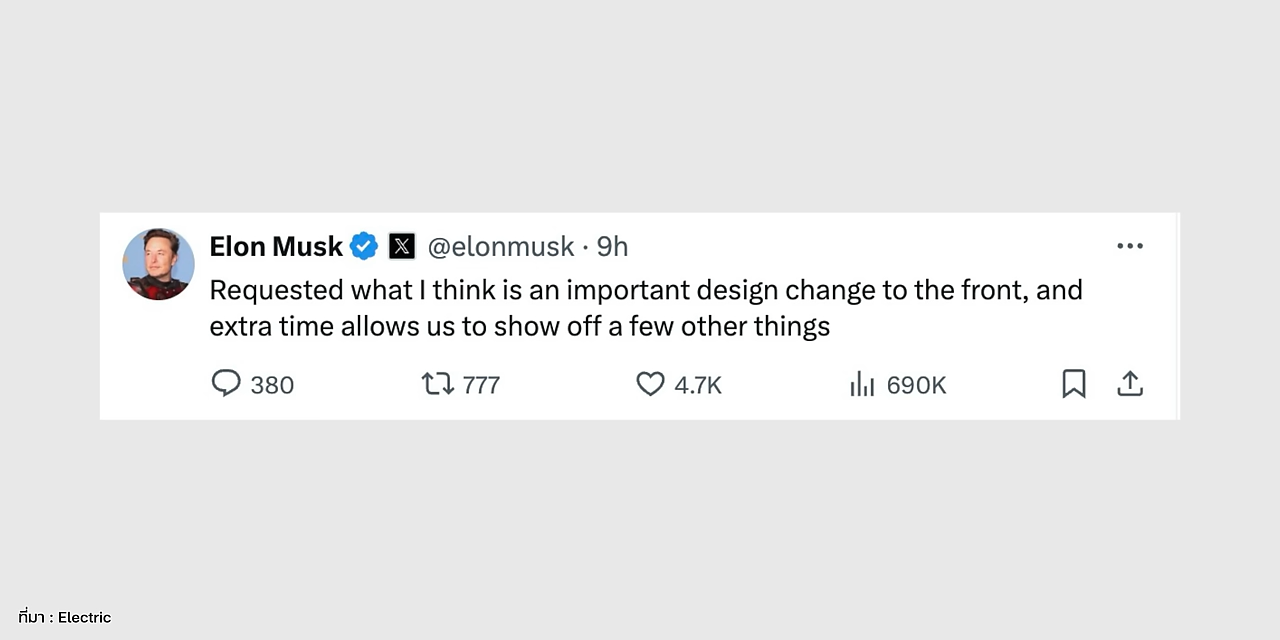 Elon Musk @elonmusk · 9h
Requested what I think is an important design change to the front, and
extra time allows us to show off a few other things
380 777 4.7K 690K
ที่มา : Electric